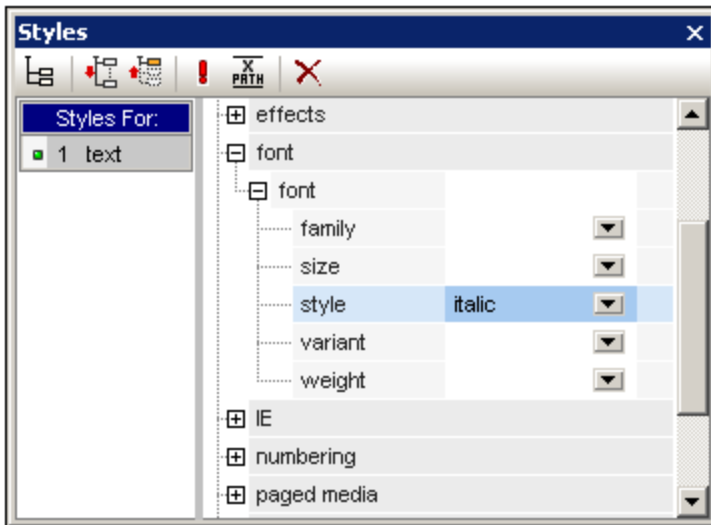 Styles
X
PATH
Styles For:
1 text
effects
font
font
family
size
style italic
variant
weight
IE
numbering
paged media